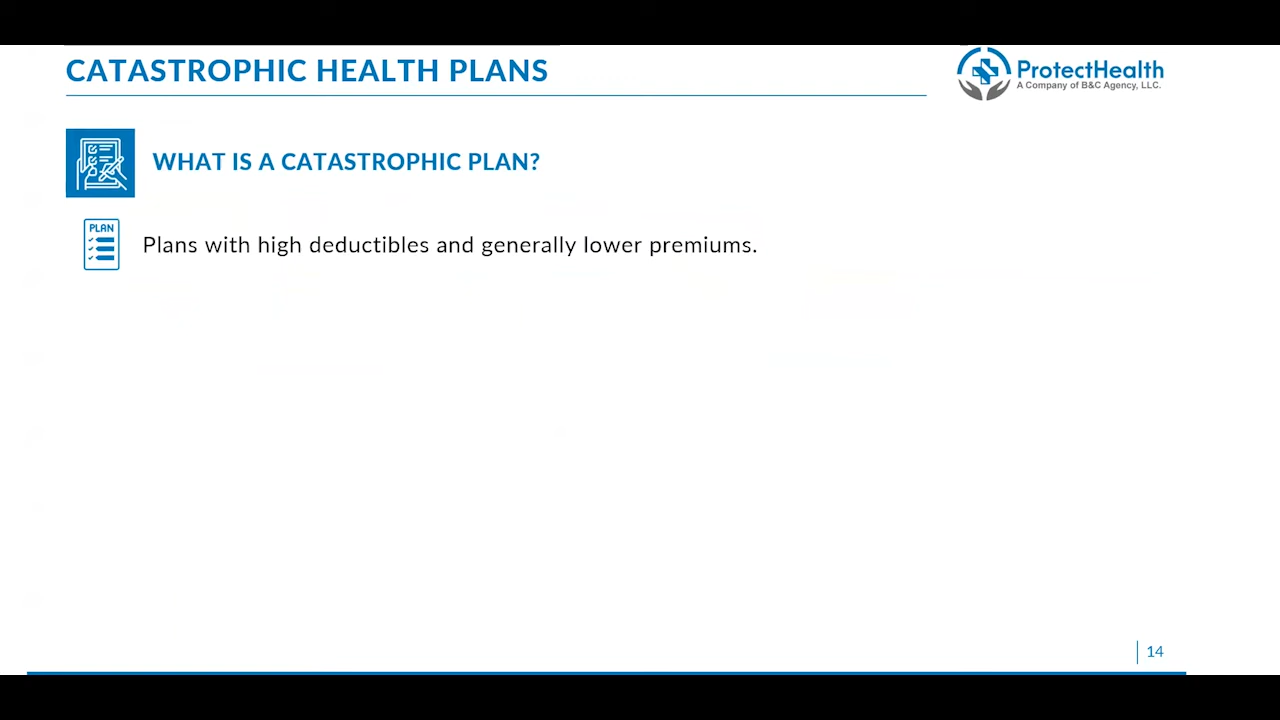 CATASTROPHIC HEALTH PLANS
ProtectHealth
A Company of B&C Agency, LLC.
WHAT IS A CATASTROPHIC PLAN?
PLAN
Plans with high deductibles and generally lower premiums.
14